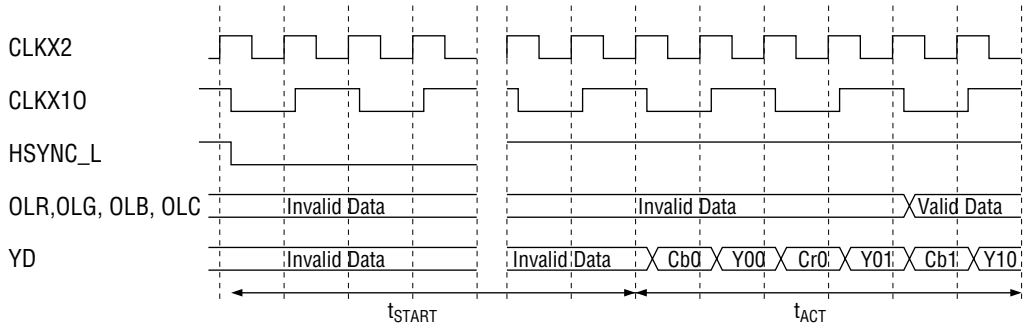 CLKX2
CLKX1O
HSYNC_L
OLR,OLG, OLB, OLC Invalid Data Invalid Data Valid Data
YD Invalid Data Invalid Data Cb0 Y00 Cr0 Y01 Cb1 Y10
tSTART tACT